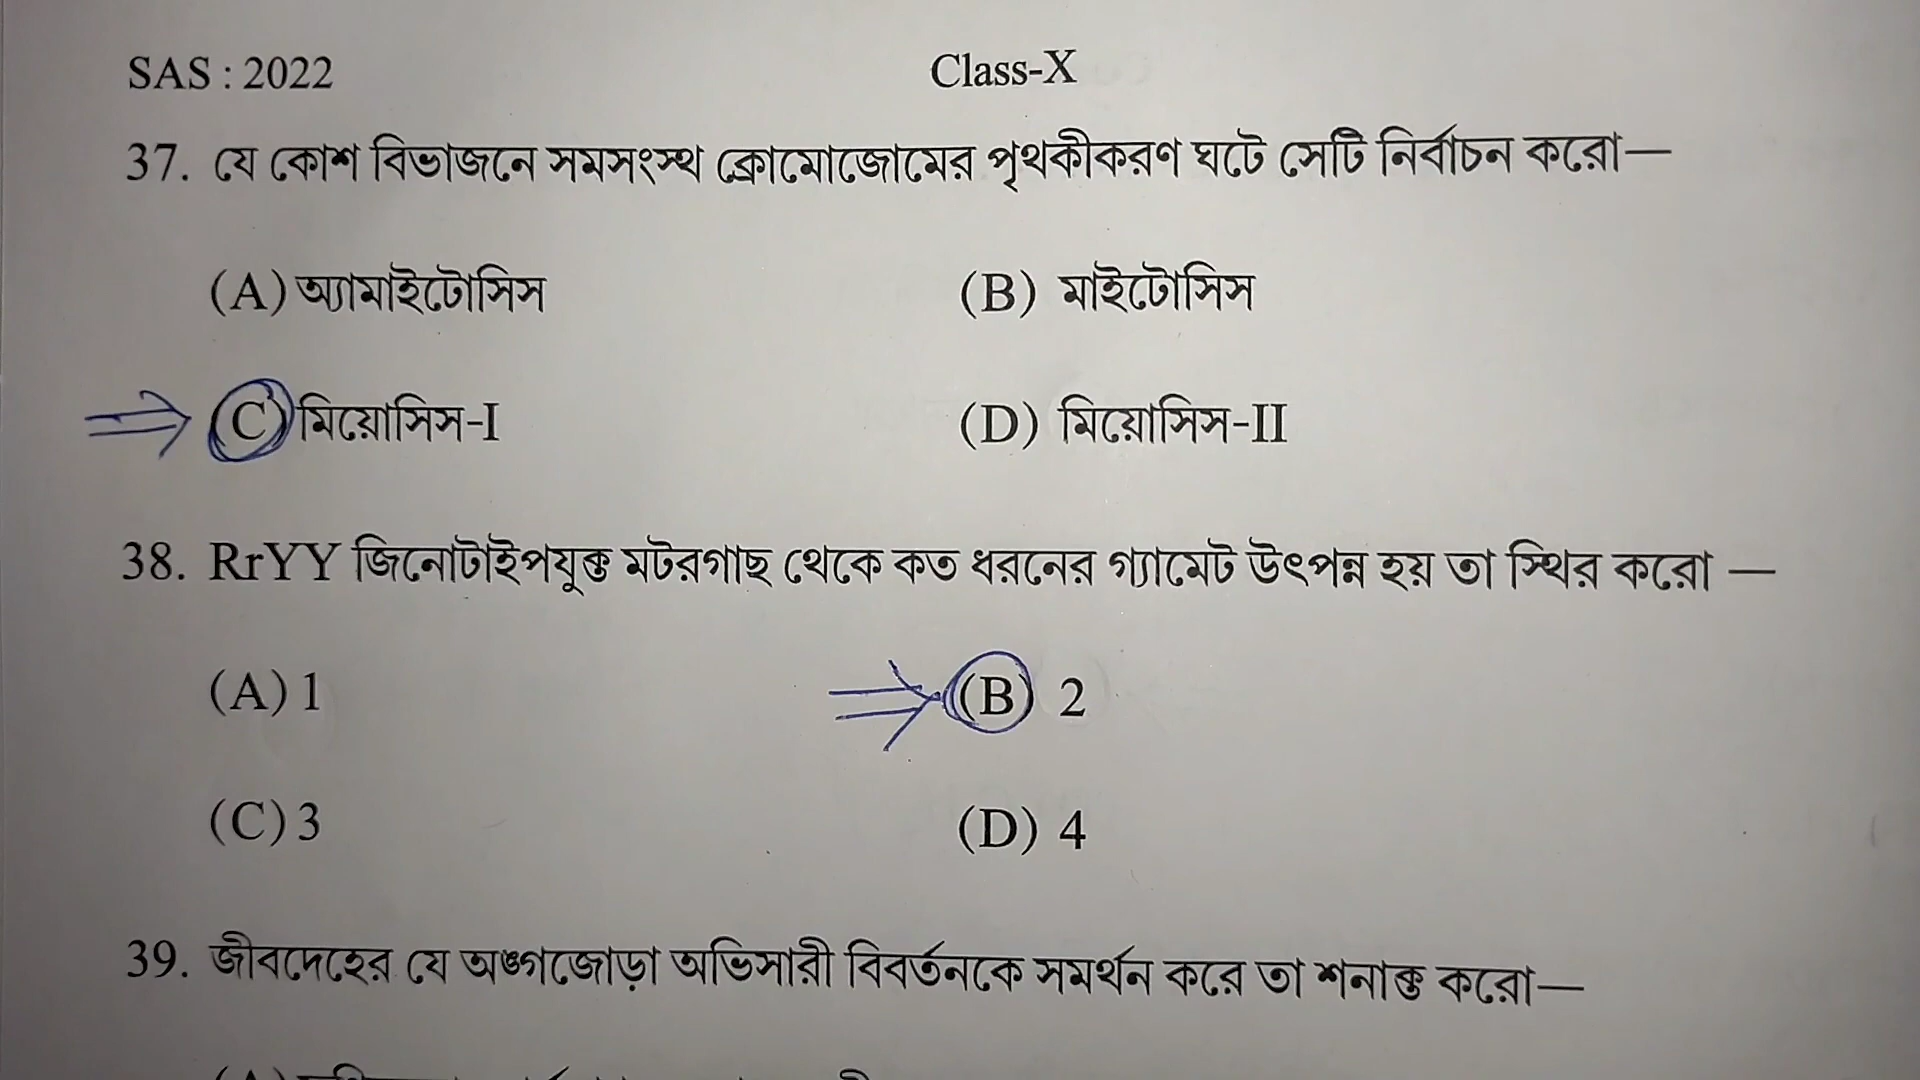 SAS : 2022 Class-X
37. যে কোশ বিভাজনে সমসংস্থ ক্রোমোজোমের পৃথকীকরণ ঘটে সেটি নির্বাচন করো—
(A) অ্যামাইটোসিস (B) মাইটোসিস
(C) মিয়োসিস-I (D) মিয়োসিস-II
38. RrYY জিনোটাইপযুক্ত মটরগাছ থেকে কত ধরনের গ্যামেট উৎপন্ন হয় তা স্থির করো —
(A) 1 (B) 2
(C) 3 (D) 4
39. জীবদেহের যে অঙ্গজোড়া অভিসারী বিবর্তনকে সমর্থন করে তা শনাক্ত করো—